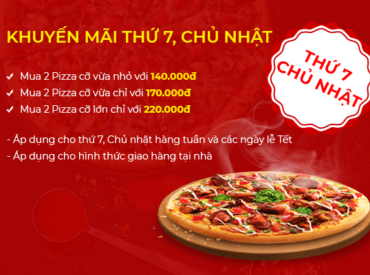 KHUYẾN MÃI THỨ 7, CHỦ NHẬT
THỨ 7
CHỦ NHẬT
Mua 2 Pizza cỡ vừa nhỏ với 140.000đ
Mua 2 Pizza cỡ vừa chỉ với 170.000đ
Mua 2 Pizza cỡ lớn chỉ với 220.000đ
- Áp dụng cho thứ 7, Chủ nhật hàng tuần và các ngày lễ Tết
- Áp dụng cho hình thức giao hàng tại nhà